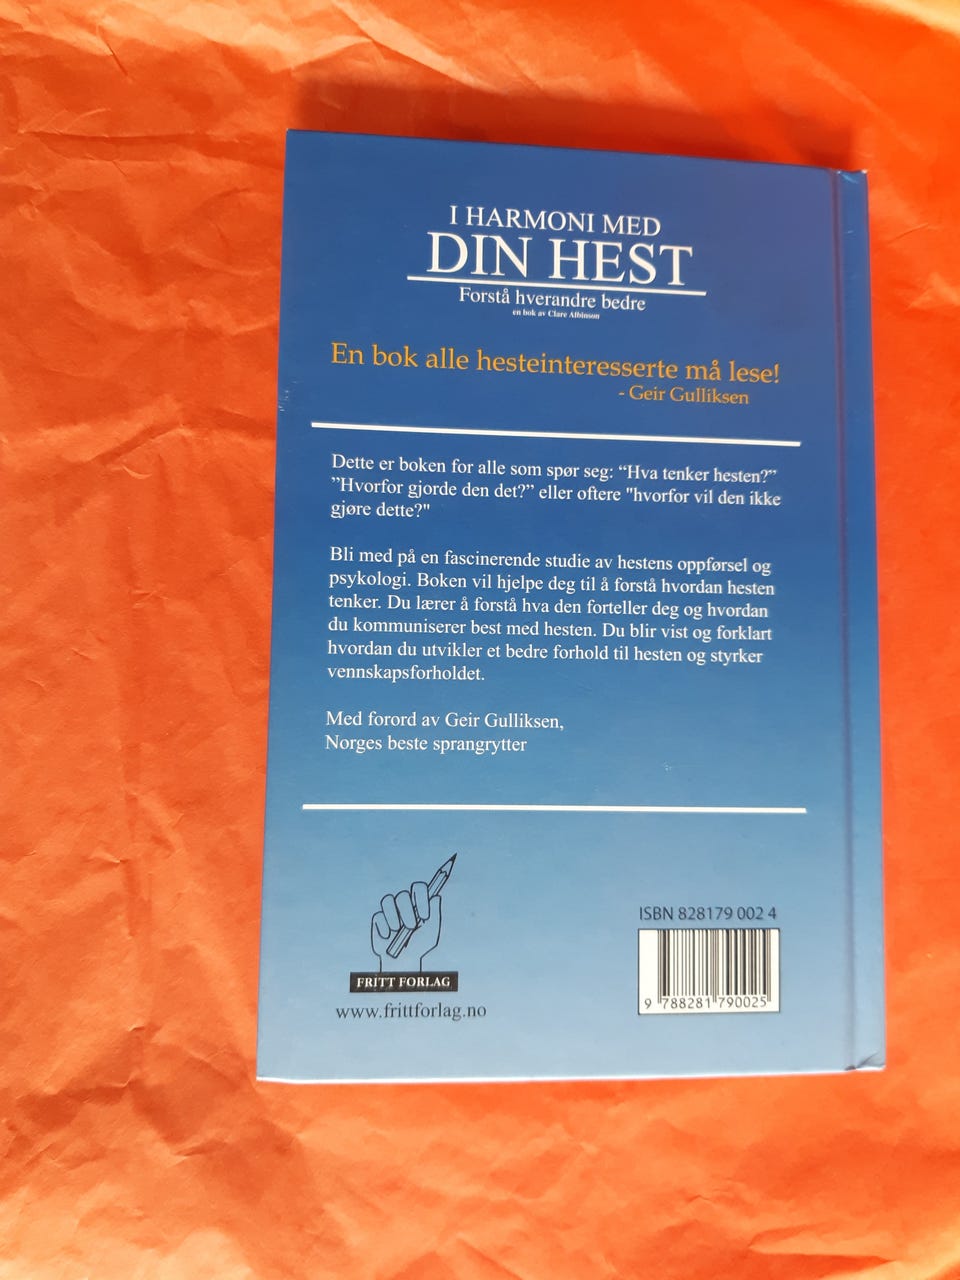 I HARMONI MED
DIN HEST
Forstå hverandre bedre
en bok av Clare Albinson
En bok alle hesteinteresserte må lese!
- Geir Gulliksen
Dette er boken for alle som spør seg: “Hva tenker hesten?”
”Hvorfor gjorde den det?” eller oftere "hvorfor vil den ikke
gjøre dette?"
Bli med på en fascinerende studie av hestens oppførsel og
psykologi. Boken vil hjelpe deg til å forstå hvordan hesten
tenker. Du lærer å forstå hva den forteller deg og hvordan
du kommuniserer best med hesten. Du blir vist og forklart
hvordan du utvikler et bedre forhold til hesten og styrker
vennskapsforholdet.
Med forord av Geir Gulliksen,
Norges beste sprangrytter
FRITT FORLAG
www.frittforlag.no
ISBN 828179 002 4
9 788281 790025